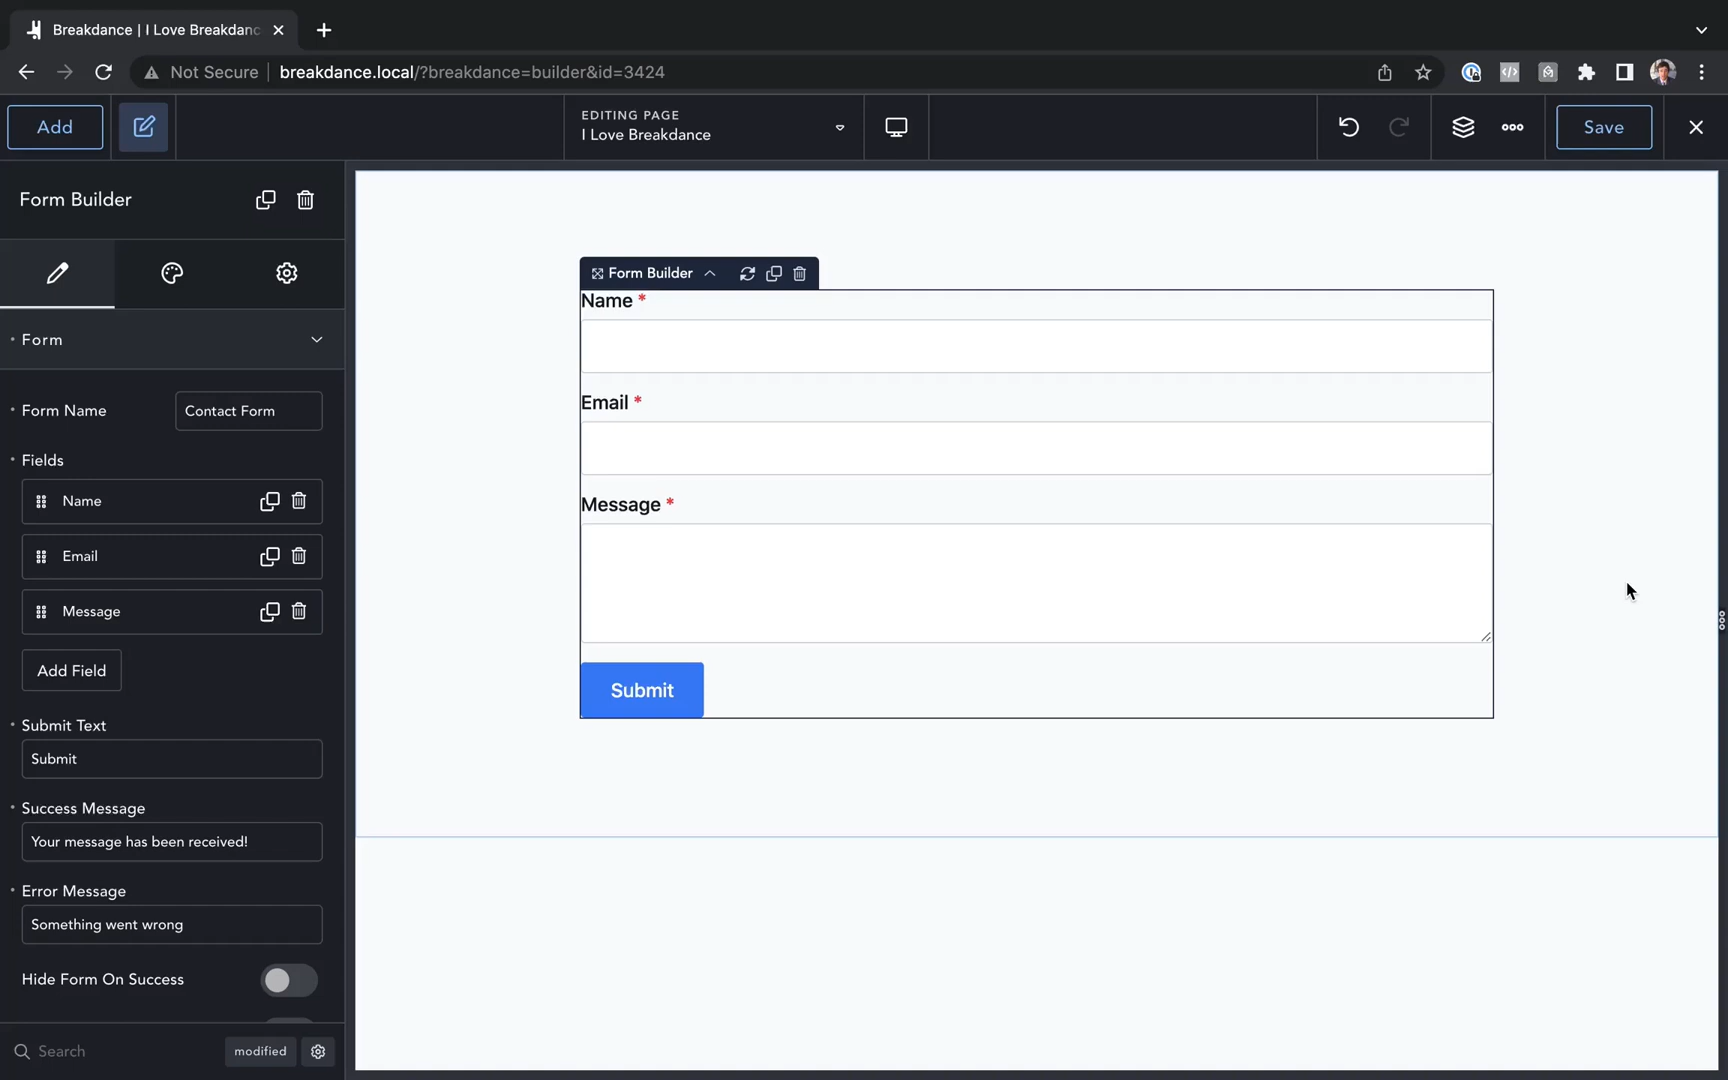 Breakdance | I Love Breakdanc
Not Secure
breakdance.local/?breakdance=builder&id=3424
Add
EDITING PAGE
I Love Breakdance
Save
Form Builder
Form
Form Name
Contact Form
Fields
Name
Email
Message
Add Field
Submit Text
Submit
Success Message
Your message has been received!
Error Message
Something went wrong
Hide Form On Success
Search
modified
Form Builder
Name *
Email *
Message *
Submit